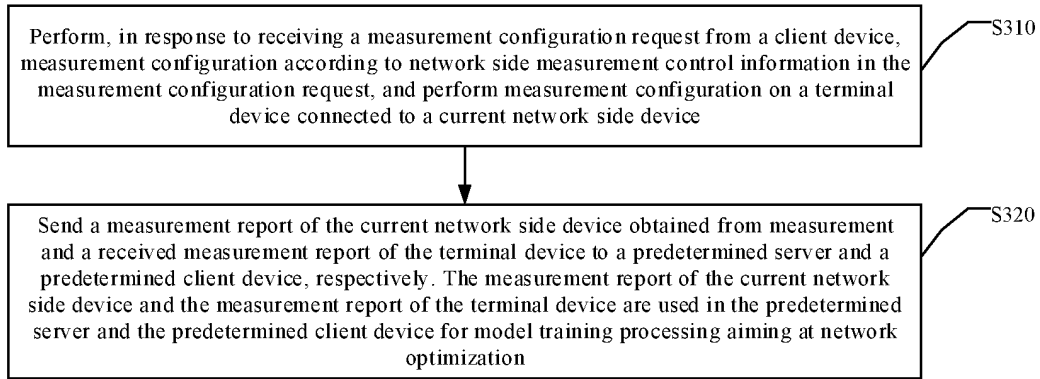 Perform, in response to receiving a measurement configuration request from a client device,
measurement configuration according to network side measurement control information in the
measurement configuration request, and perform measurement configuration on a terminal
device connected to a current network side device
S310
Send a measurement report of the current network side device obtained from measurement
and a received measurement report of the terminal device to a predetermined server and a
predetermined client device, respectively. The measurement report of the current network
side device and the measurement report of the terminal device are used in the predetermined
server and the predetermined client device for model training processing aiming at network
optimization
S320